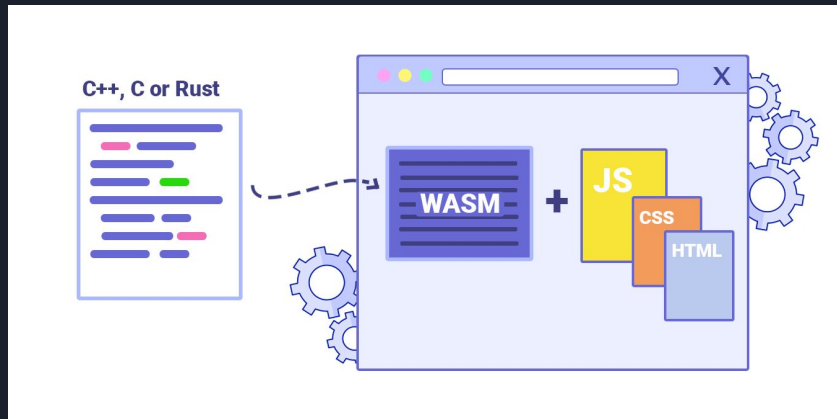 C++, C or Rust
X
WASM
+
JS
CSS
HTML